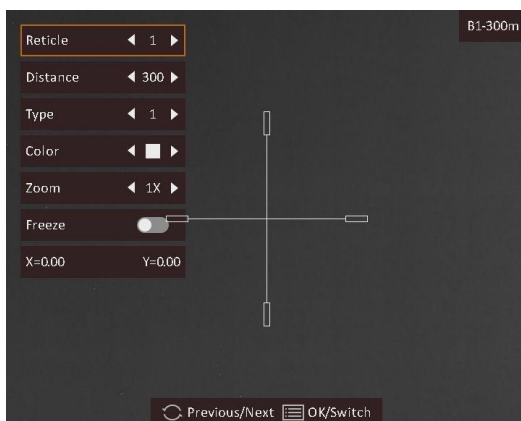 B1-300m
Reticle 1
Distance 300
Type 1
Color
Zoom 1X
Freeze
X=0.00 Y=0.00
Previous/Next OK/Switch